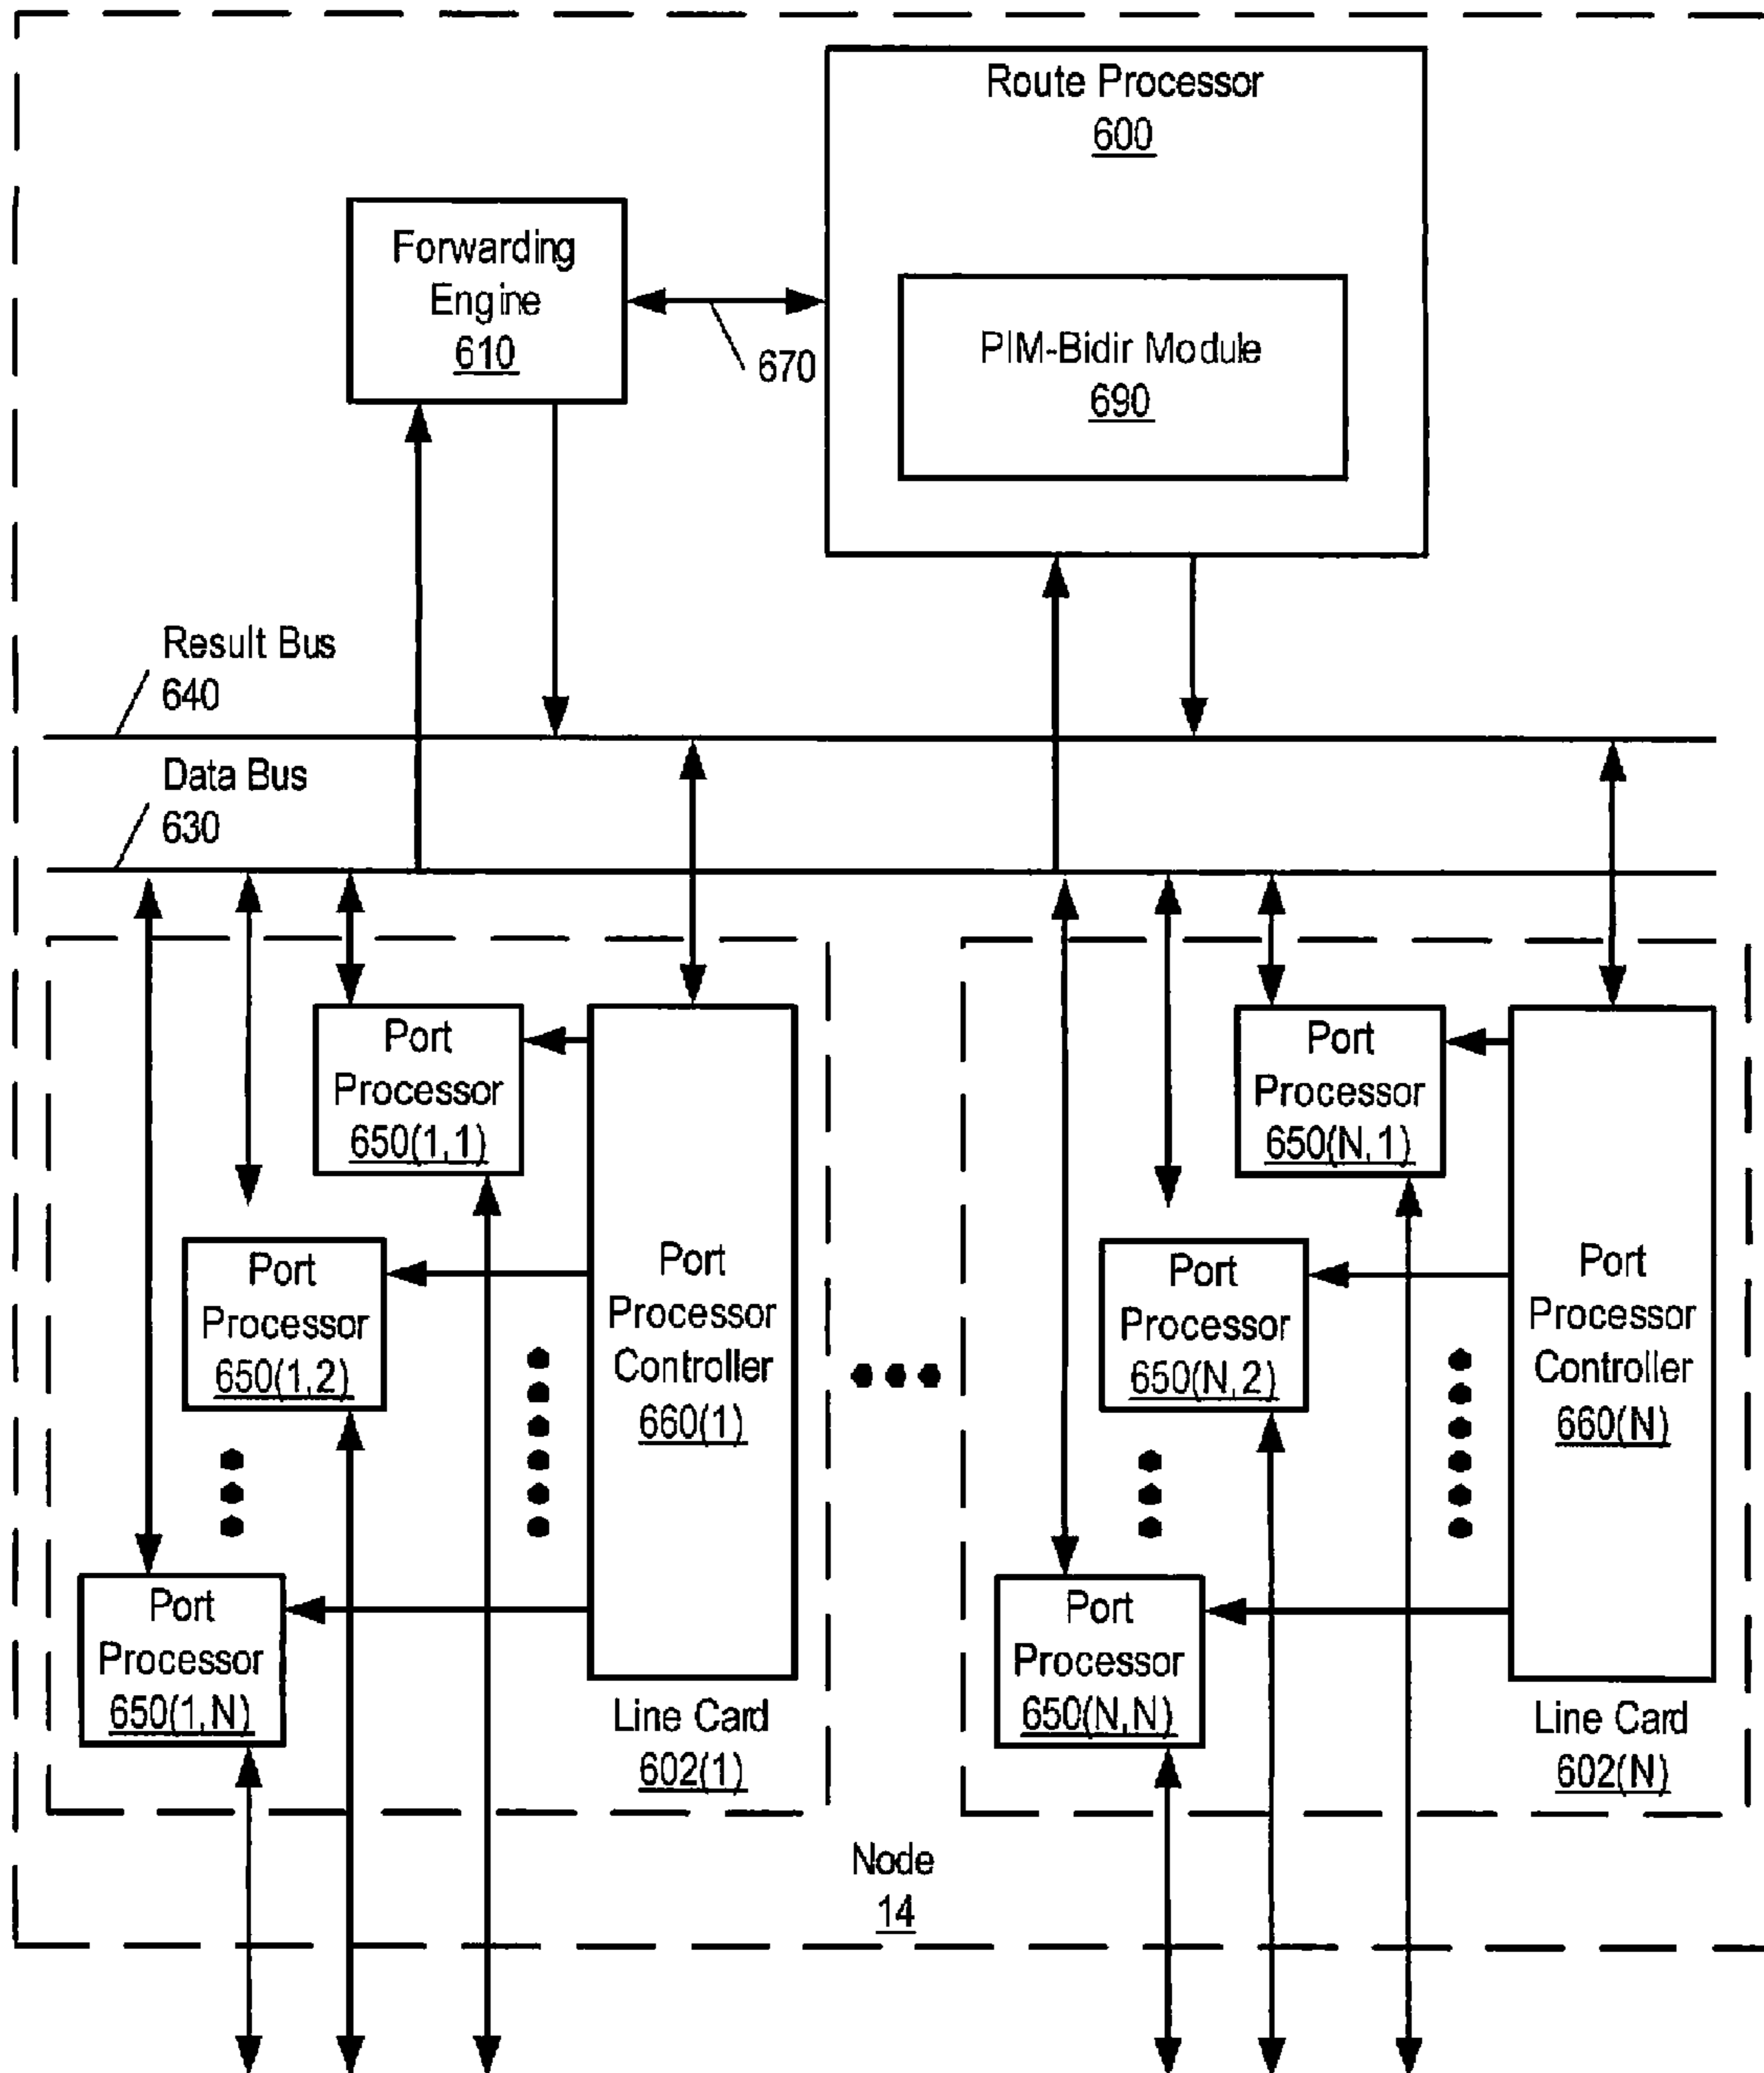 Route Processor
600
Forwarding
Engine
610
670
PIM-Bidir Module
690
Result Bus
640
Data Bus
630
Port
Processor
650(1,1)
Port
Processor
650(1,2)
Port
Processor
650(1,N)
Port
Processor
Controller
660(1)
Line Card
602(1)
Port
Processor
650(N,1)
Port
Processor
650(N,2)
Port
Processor
650(N,N)
Port
Processor
Controller
660(N)
Line Card
602(N)
Node
14